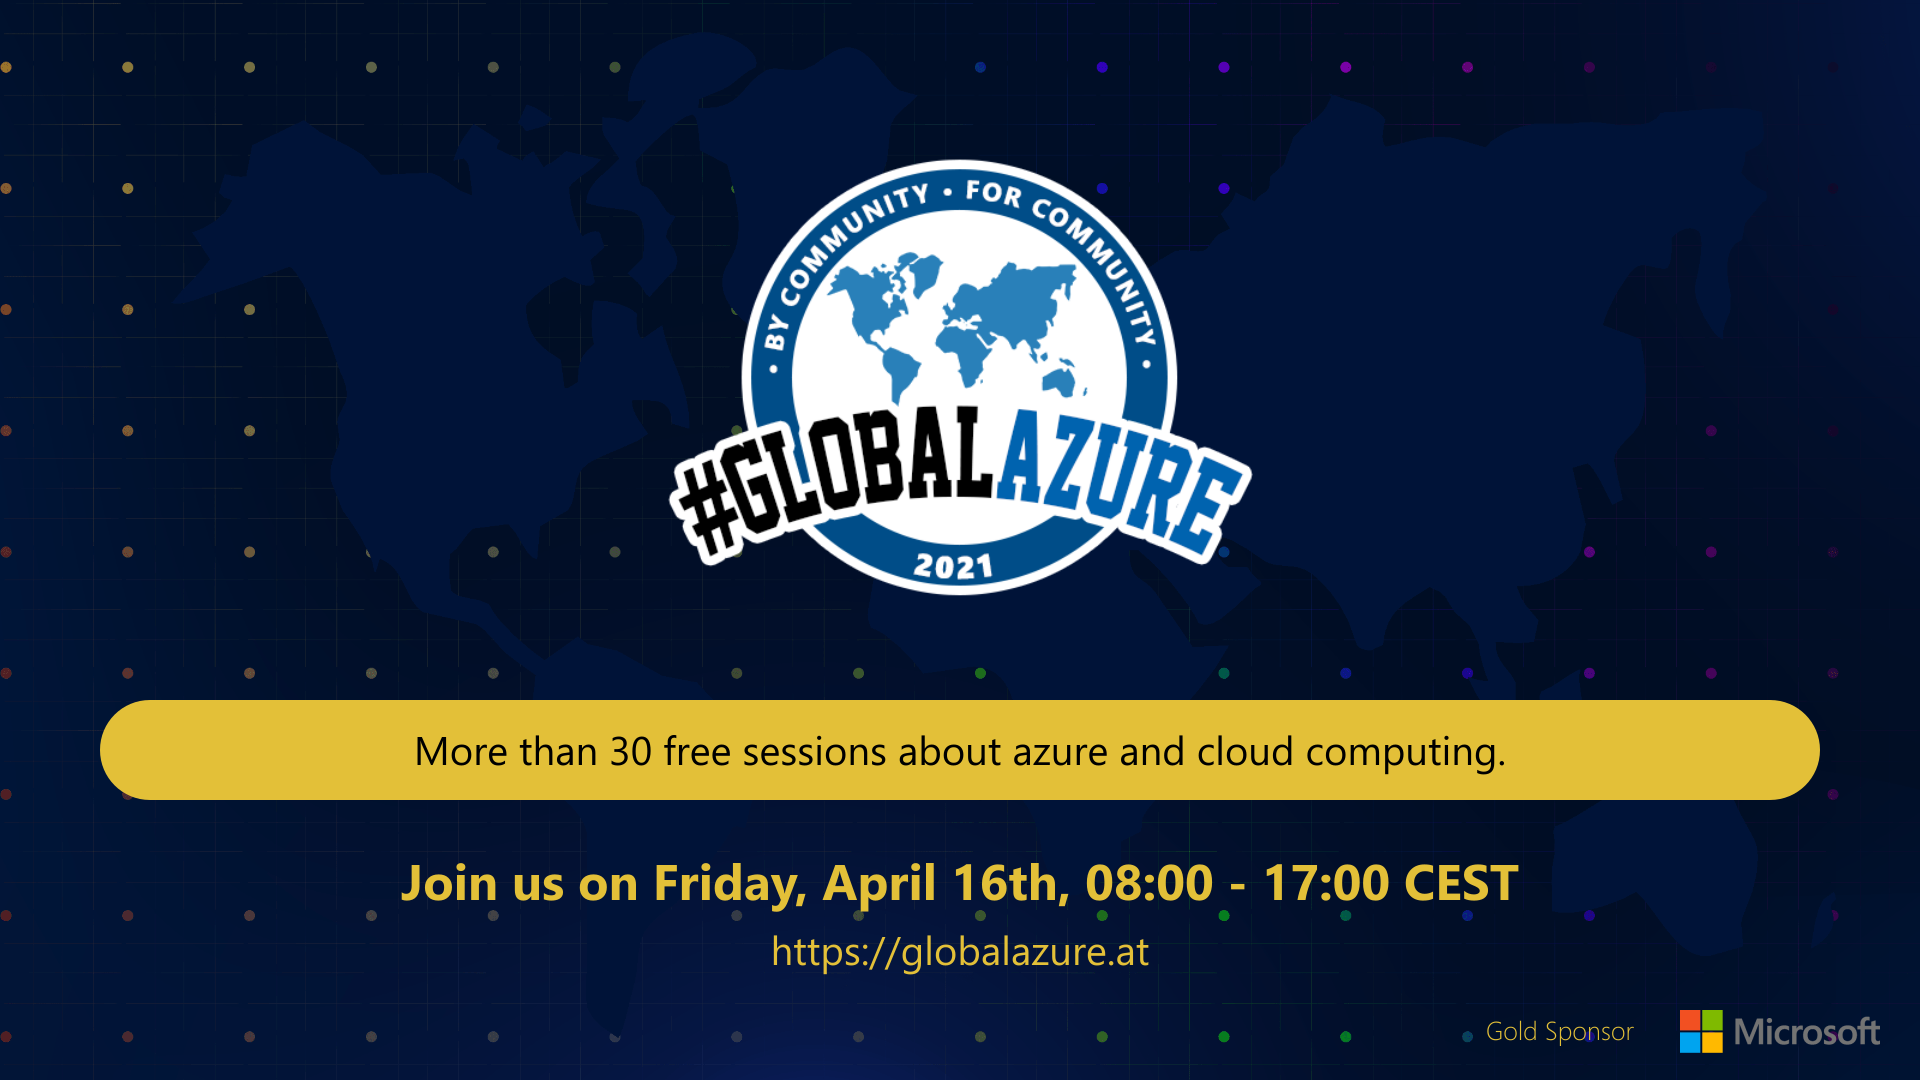 • BY COMMUNITY • FOR COMMUNITY •
#GLOBALAZURE
2021
More than 30 free sessions about azure and cloud computing.
Join us on Friday, April 16th, 08:00 - 17:00 CEST
https://globalazure.at
Gold Sponsor
Microsoft